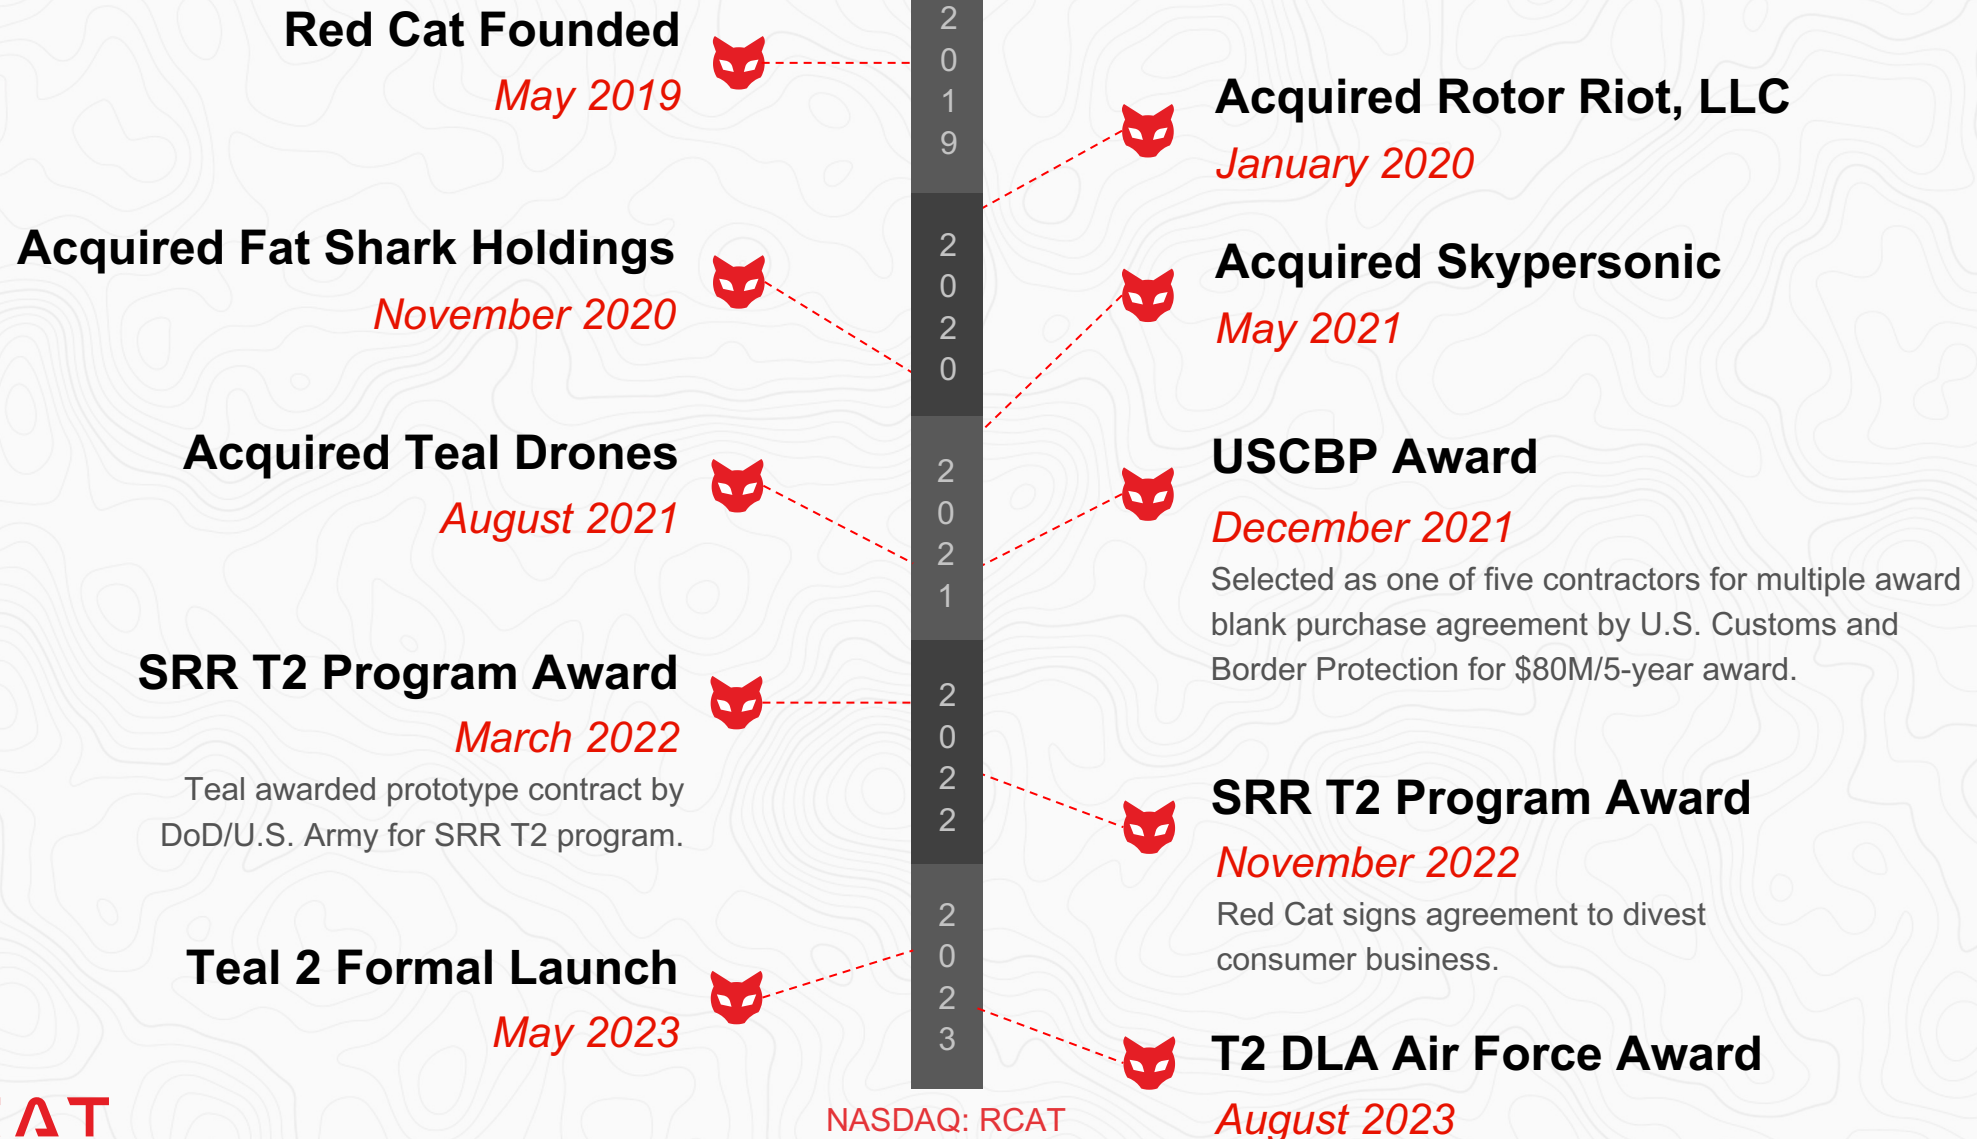 Red Cat Founded
May 2019
2
0
1
9
Acquired Rotor Riot, LLC
January 2020
Acquired Fat Shark Holdings
November 2020
2
0
2
0
Acquired Skypersonic
May 2021
Acquired Teal Drones
August 2021
2
0
2
1
USCBP Award
December 2021
Selected as one of five contractors for multiple award
blank purchase agreement by U.S. Customs and
Border Protection for $80M/5-year award.
SRR T2 Program Award
March 2022
Teal awarded prototype contract by
DoD/U.S. Army for SRR T2 program.
2
0
2
2
SRR T2 Program Award
November 2022
Red Cat signs agreement to divest
consumer business.
Teal 2 Formal Launch
May 2023
2
0
2
3
T2 DLA Air Force Award
August 2023
AT
NASDAQ: RCAT